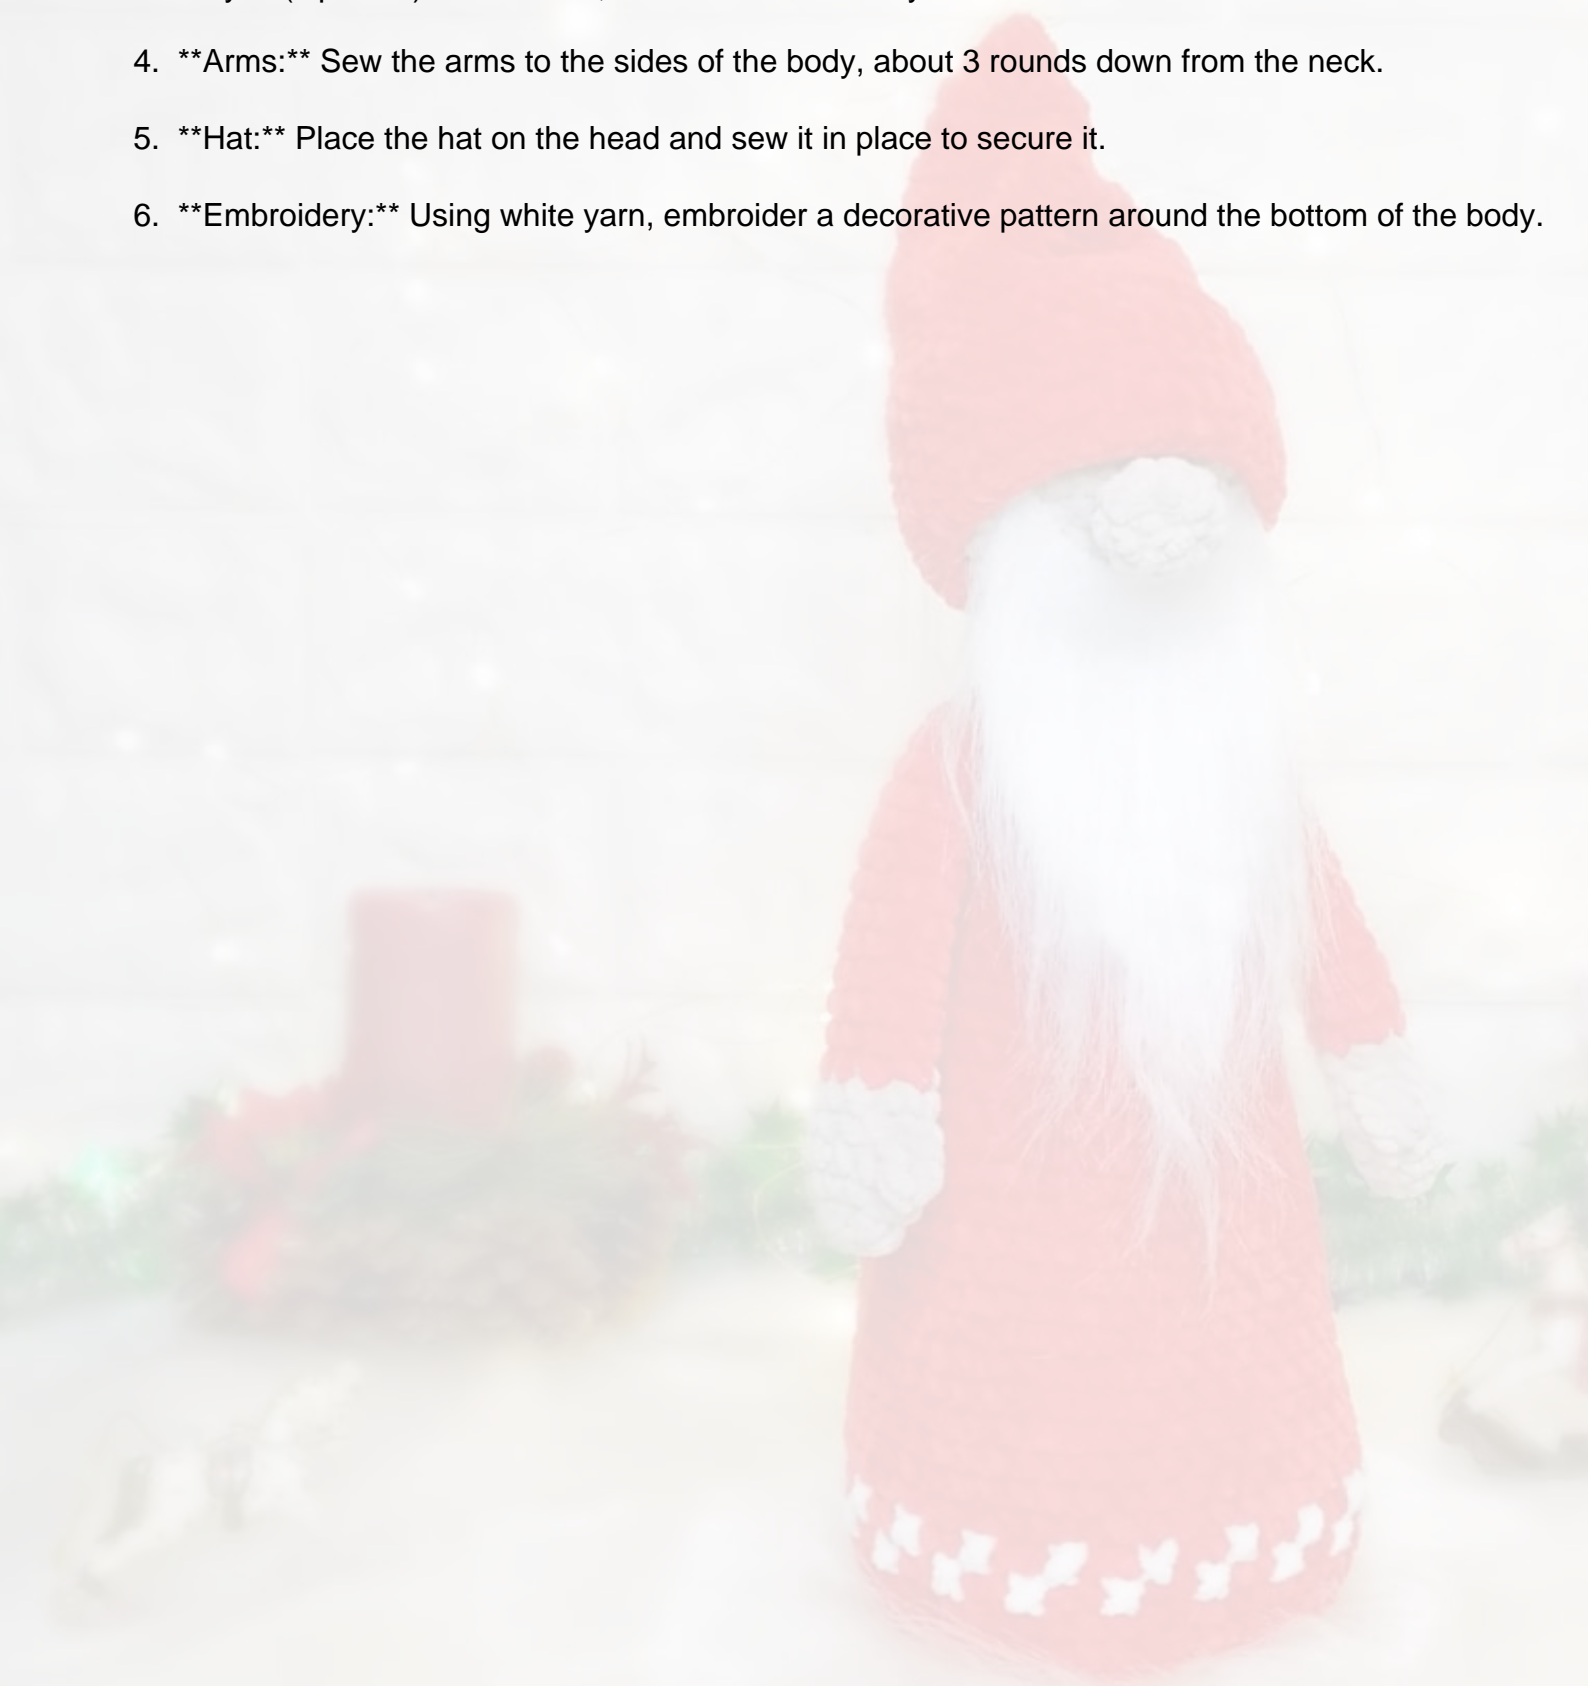 4. **Arms:** Sew the arms to the sides of the body, about 3 rounds down from the neck.
5. **Hat:** Place the hat on the head and sew it in place to secure it.
6. **Embroidery:** Using white yarn, embroider a decorative pattern around the bottom of the body.